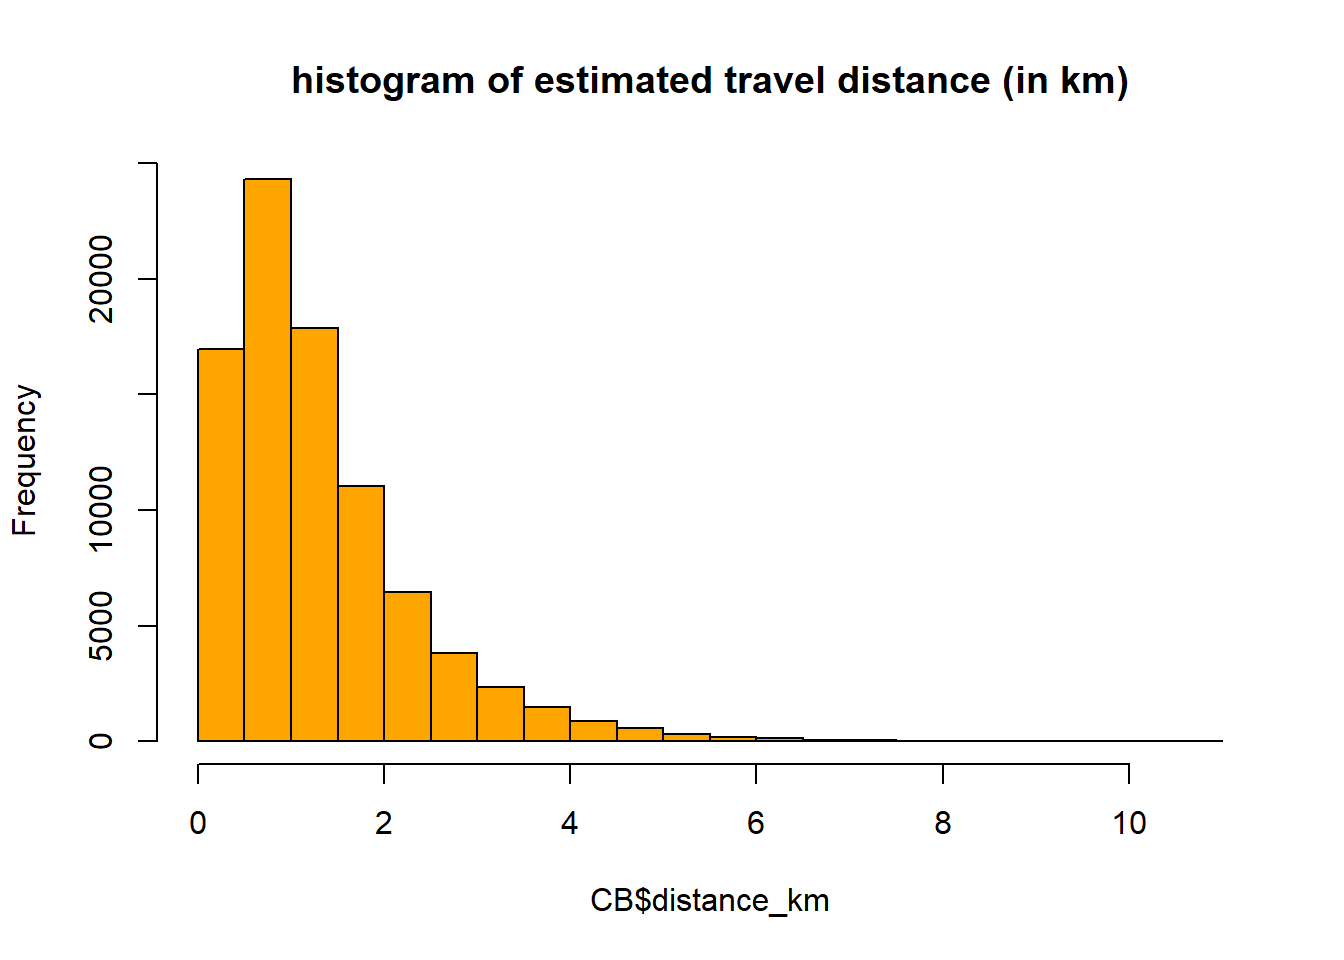 histogram of estimated travel distance (in km)
Frequency
20000
10000
5000
0
0 2 4 6 8 10
CB$distance_km